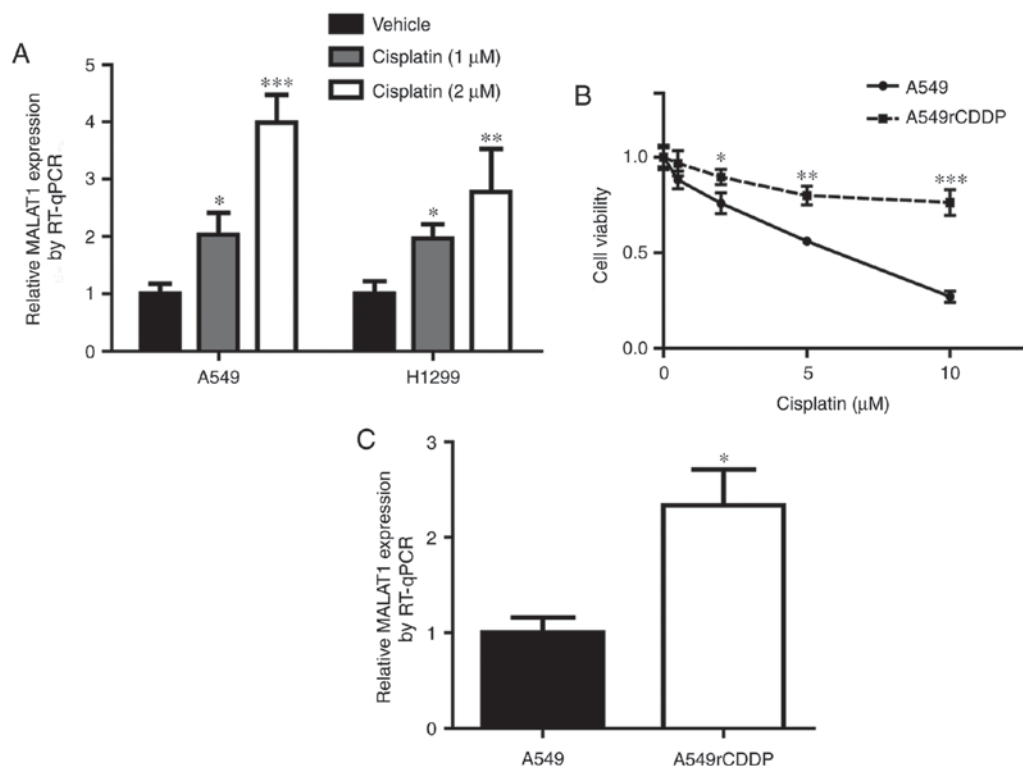 A
Vehicle
Cisplatin (1 μM)
Cisplatin (2 μM)
Relative MALAT1 expression
by RT-qPCR
5
4
3
2
1
0
*
***
*
**
A549
H1299
B
A549
A549rCDDP
Cell viability
1.0
0.5
0.0
*
**
***
0
5
10
Cisplatin (μM)
C
Relative MALAT1 expression
by RT-qPCR
3
2
1
0
*
A549
A549rCDDP